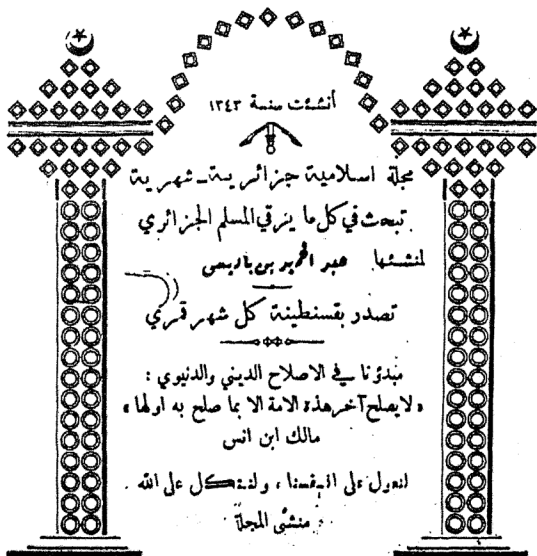 أنشئت سنة ١٣٤٣
مجلة اسلامية جزائرية - شهرية
تبحث في كل ما يرقي المسلم الجزائري
لمنشئها عبد الحميد بن باديس
تصدر بقسنطينة كل شهر قمري
مبدؤنا في الاصلاح الديني والدنيوي :
«لا يصلح آخر هذه الامة الا بما صلح به اولها»
مالك ابن انس
لنعول على انفسنا ، ولنتكل على الله
منشئ المجلة